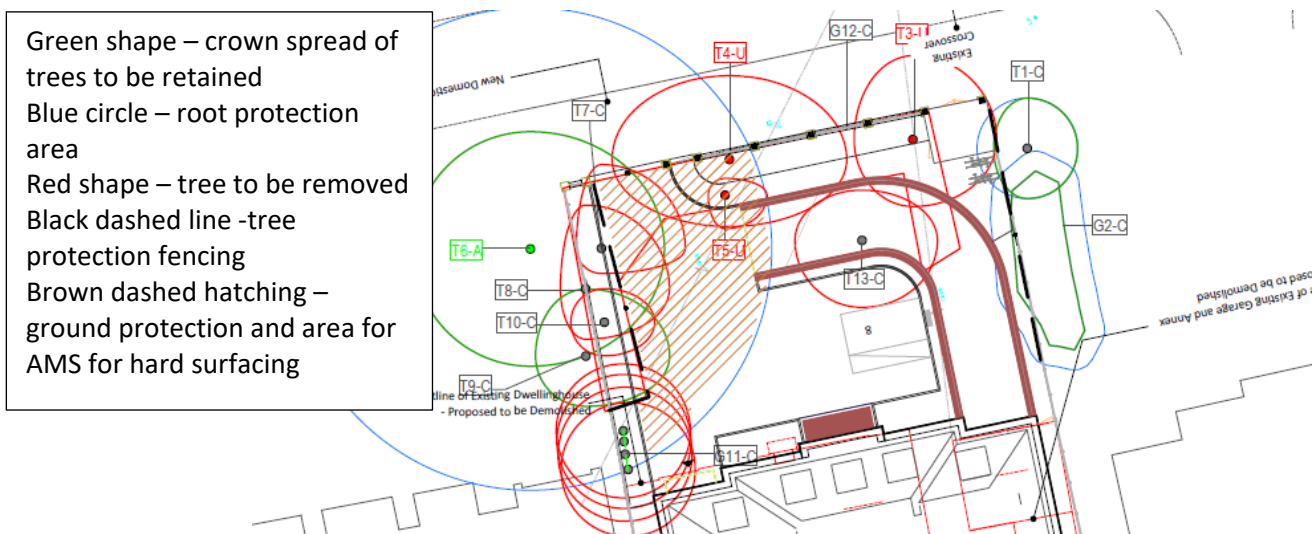 Green shape – crown spread of
trees to be retained
Blue circle – root protection
area
Red shape – tree to be removed
Black dashed line -tree
protection fencing
Brown dashed hatching –
ground protection and area for
AMS for hard surfacing
G12-C
T3-U
T4-U
Existing
Crossover
T1-C
New Domestic
T7-C
T6-A
T5-U
G2-C
T13-C
T8-C
of Existing Garage and Annex
osed to be Demolished
T10-C
8
T9-C
tline of Existing Dwellinghouse
- Proposed to be Demolished
G11-C